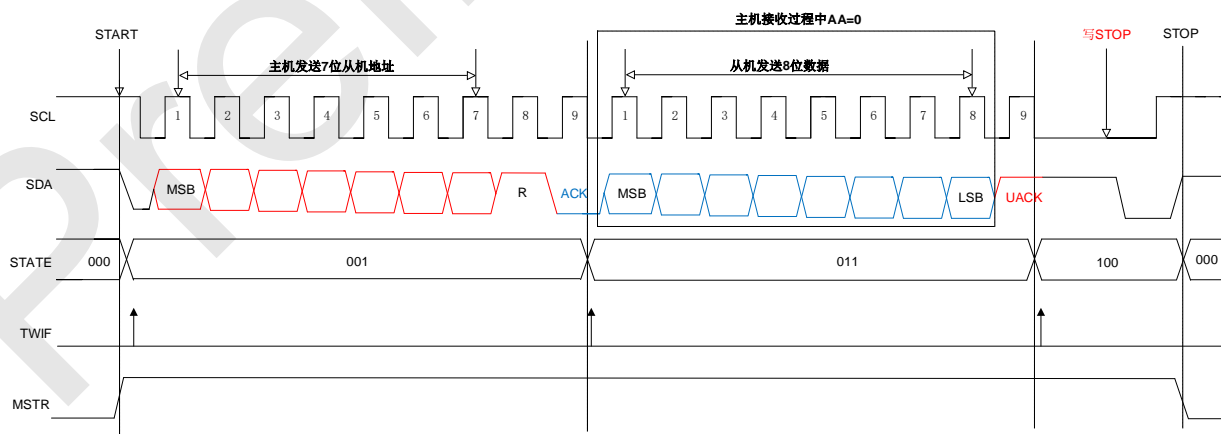 主机接收过程中AA=0
START
写STOP
STOP
主机发送7位从机地址
从机发送8位数据
SCL
1 2 3 4 5 6 7 8 9 1 2 3 4 5 6 7 8 9
SDA
MSB R ACK MSB LSB UACK
STATE 000 001 011 100 000
TWIF
MSTR